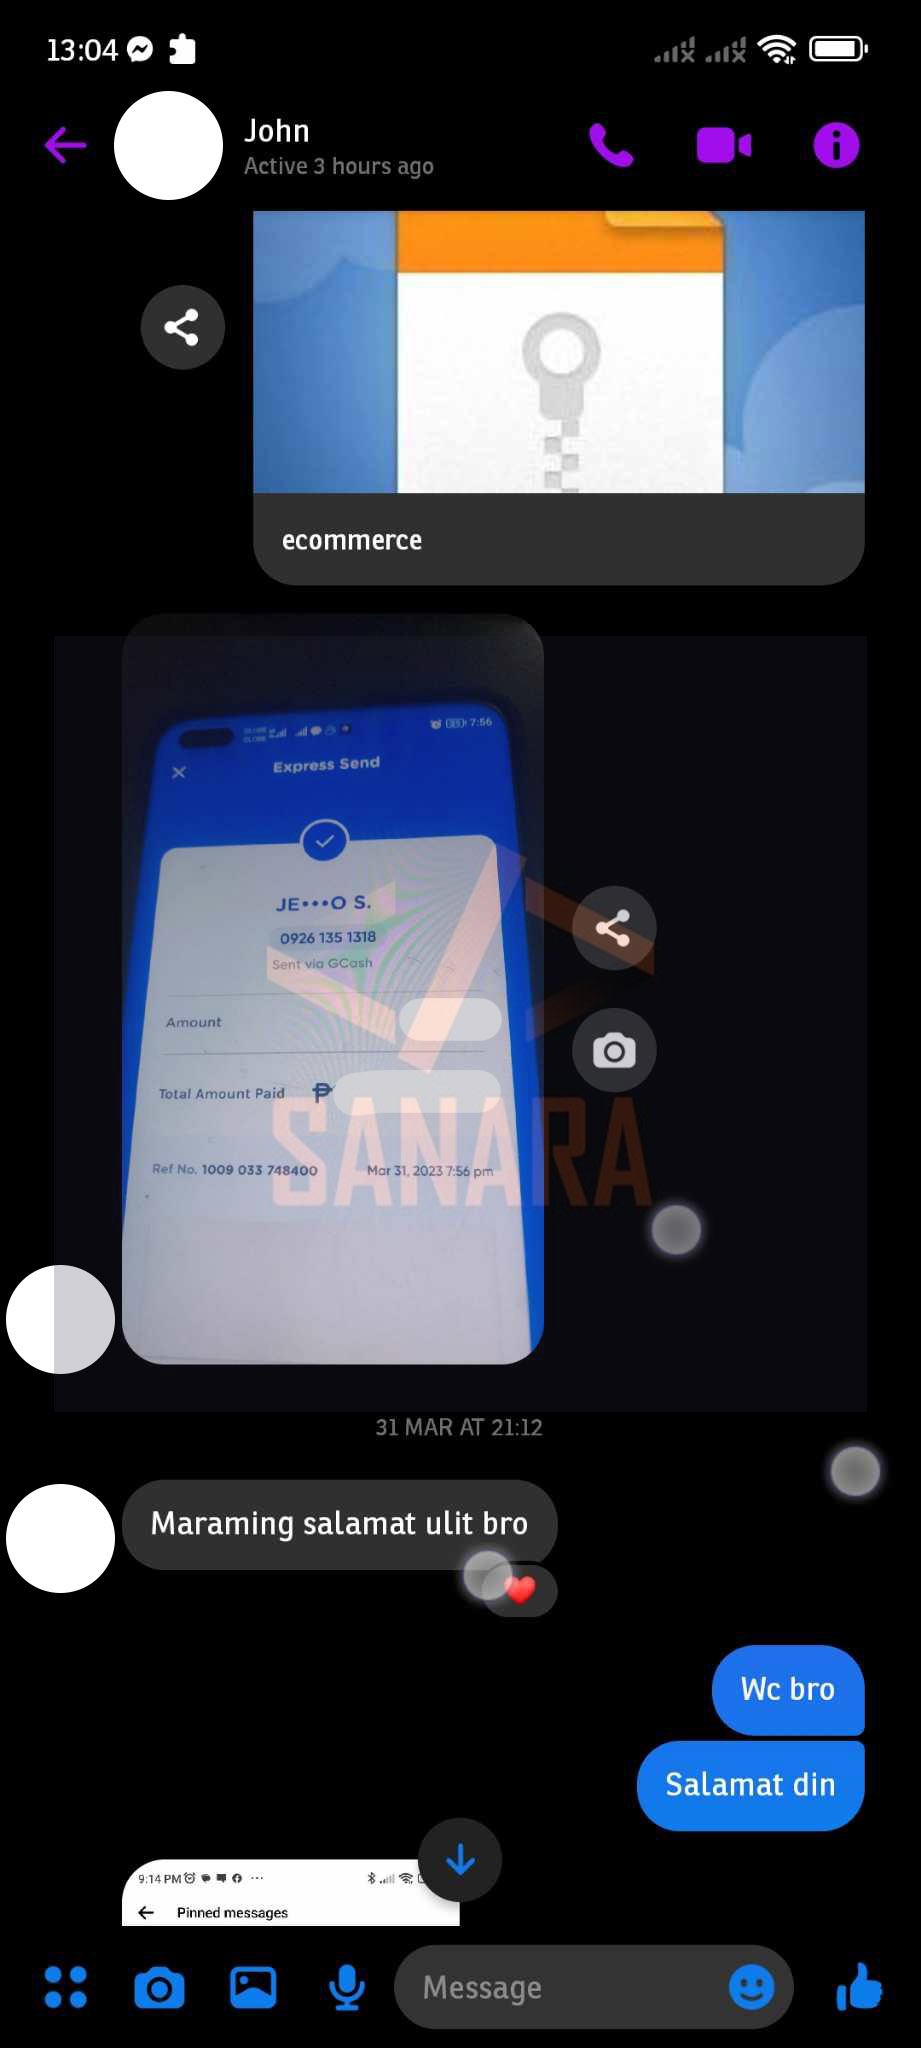 13:04
John
Active 3 hours ago
ecommerce
7:56
Express Send
JE•••O S.
0926 135 1318
Sent via GCash
Amount
Total Amount Paid ₱
Ref No. 1009 033 748400 Mar 31, 2023 7:56 pm
</> SANARA
31 MAR AT 21:12
Maraming salamat ulit bro
Wc bro
Salamat din
9:14 PM
Pinned messages
Message